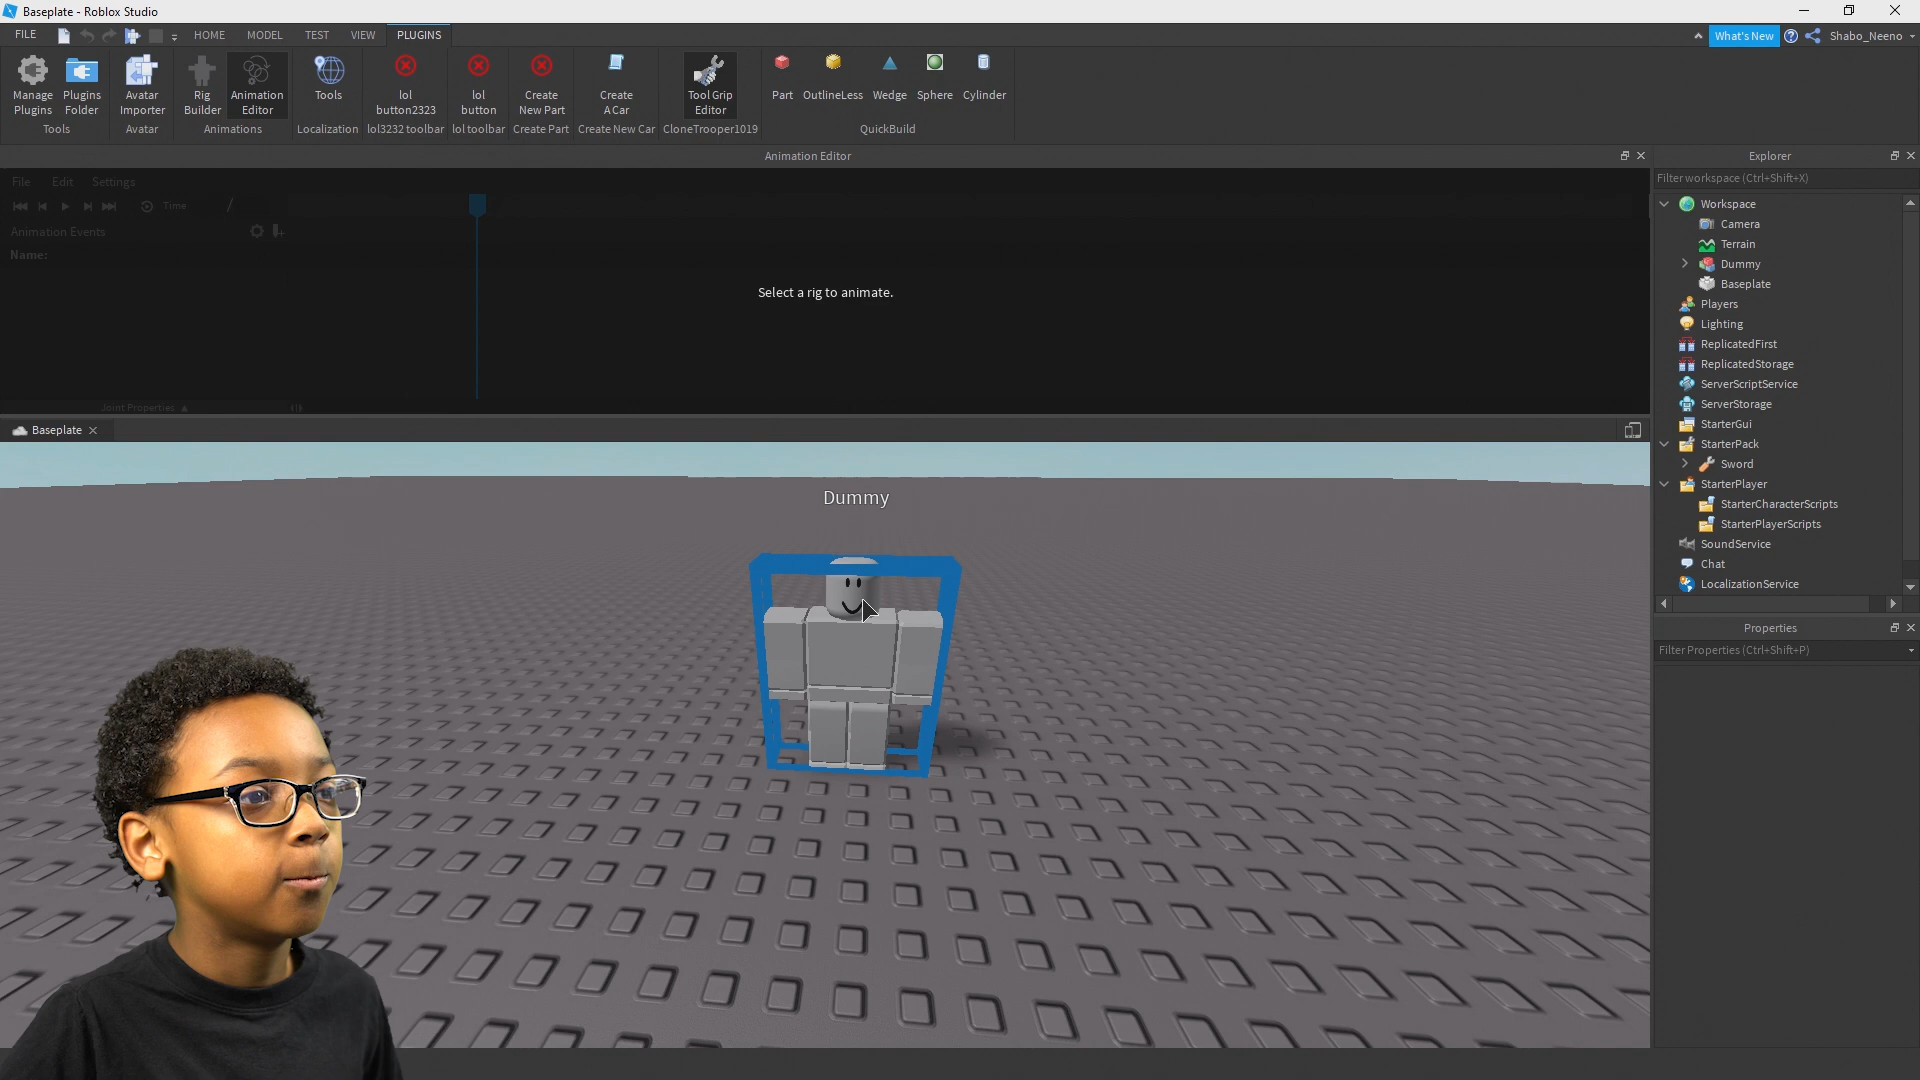 Baseplate - Roblox Studio
FILE HOME MODEL TEST VIEW PLUGINS
What's New
Shabo_Neeno
Manage Plugins
Plugins Folder
Avatar Importer
Rig Builder
Animation Editor
Tools
lol button2323
lol button
Create New Part
Create A Car
Tool Grip Editor
Part
OutlineLess
Wedge
Sphere
Cylinder
Tools
Avatar
Animations
Localization
lol3232 toolbar
lol toolbar
Create Part
Create New Car
CloneTrooper1019
QuickBuild
Animation Editor
File Edit Settings
Time /
Animation Events
Name:
Select a rig to animate.
Joint Properties
Baseplate
Dummy
Explorer
Filter workspace (Ctrl+Shift+X)
Workspace
Camera
Terrain
Dummy
Baseplate
Players
Lighting
ReplicatedFirst
ReplicatedStorage
ServerScriptService
ServerStorage
StarterGui
StarterPack
Sword
StarterPlayer
StarterCharacterScripts
StarterPlayerScripts
SoundService
Chat
LocalizationService
Properties
Filter Properties (Ctrl+Shift+P)